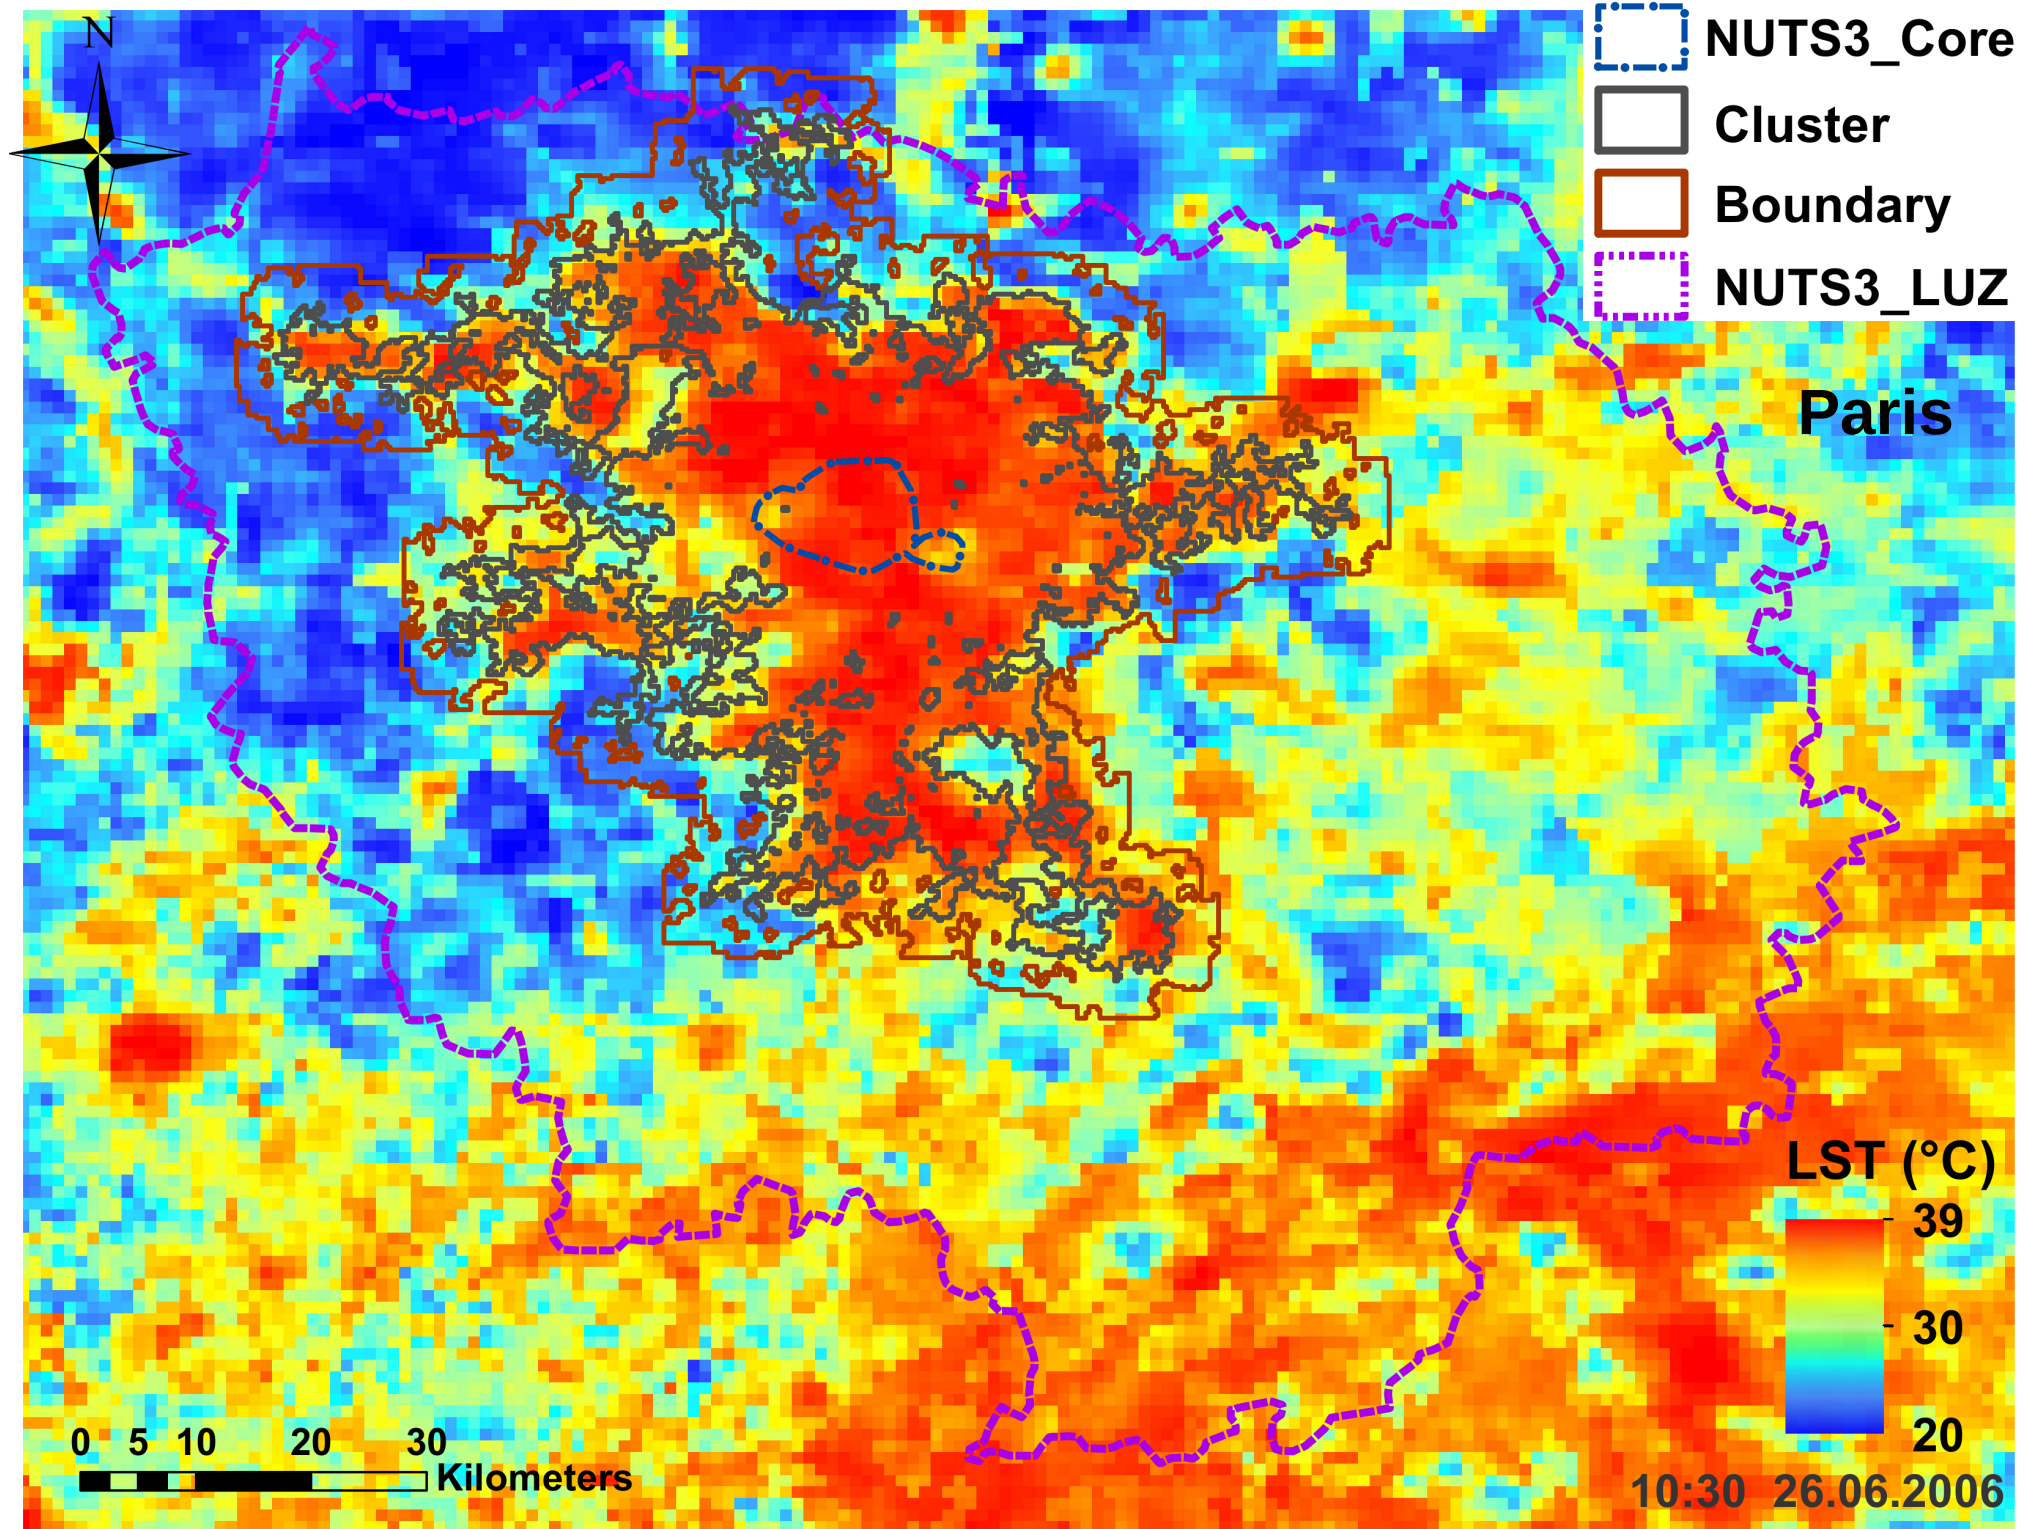 N
NUTS3_Core
Cluster
Boundary
NUTS3_LUZ
Paris
LST (°C)
39
30
20
0 5 10 20 30
Kilometers
10:30 26.06.2006